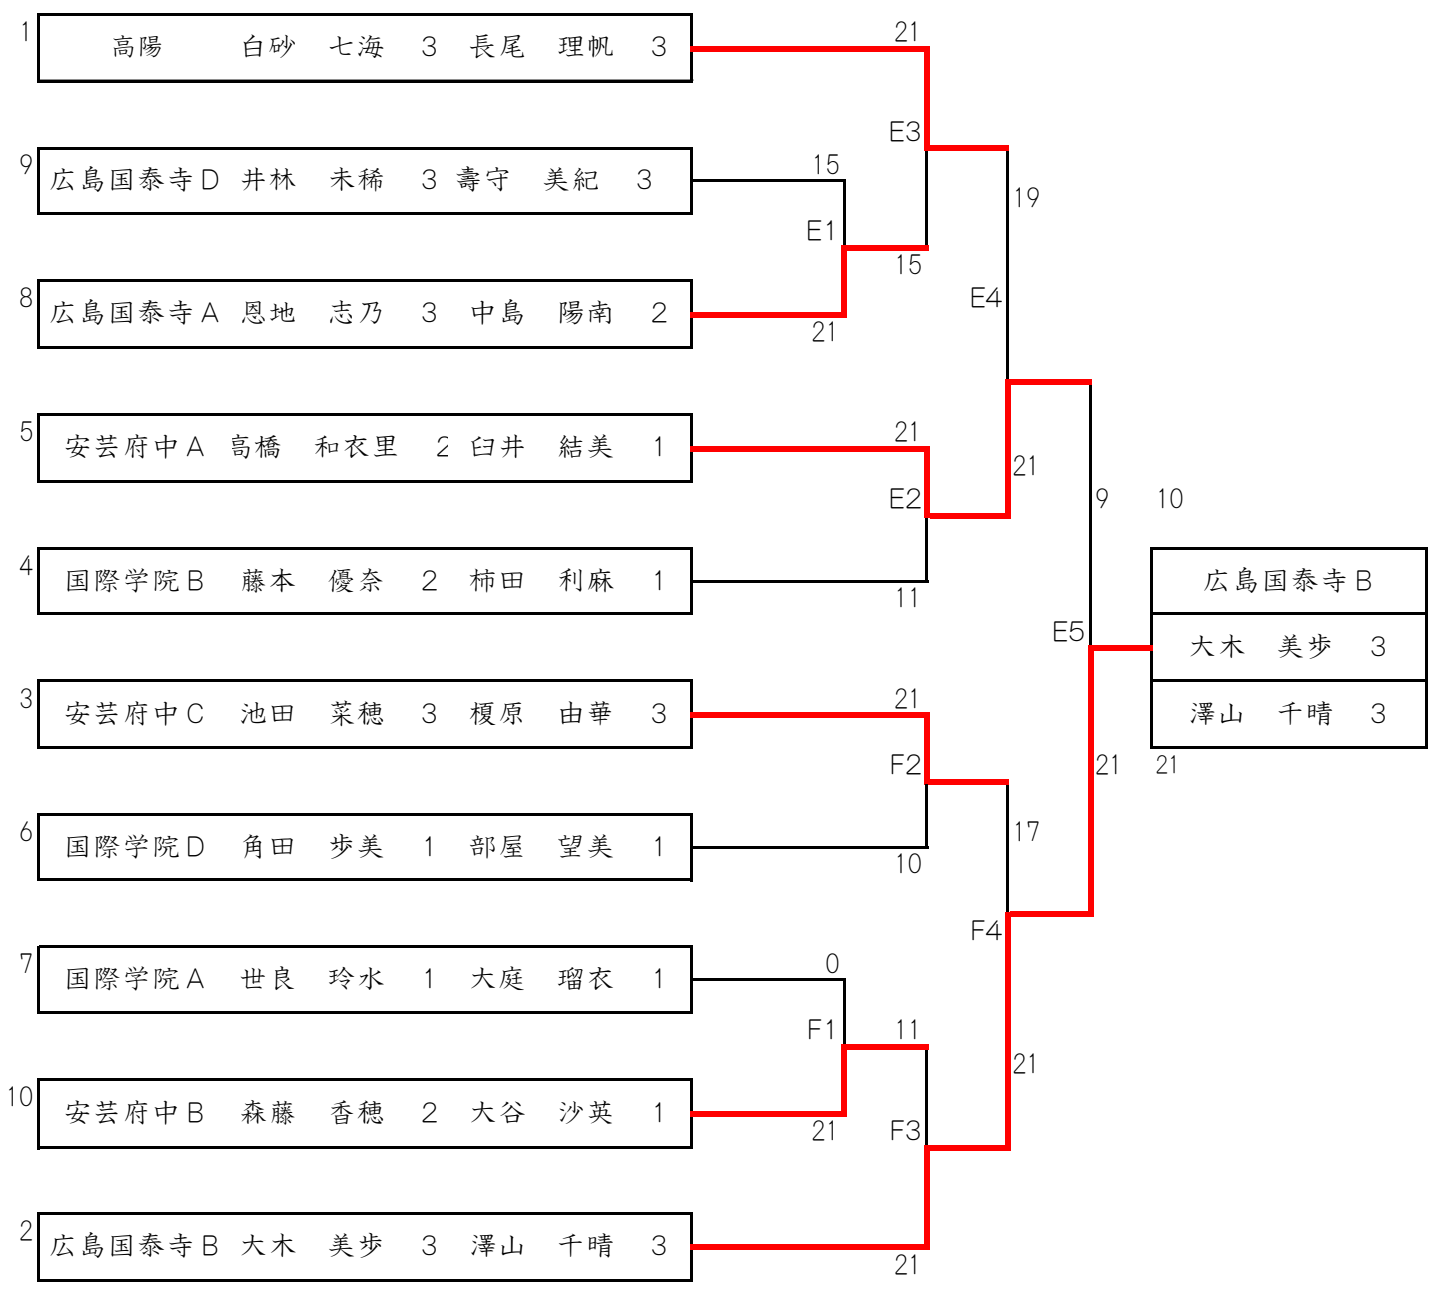 1 高陽 白砂 七海 3 長尾 理帆 3 21
E3
9 広島国泰寺D 井林 未稀 3 壽守 美紀 3 15
19
E1
15
8 広島国泰寺A 恩地 志乃 3 中島 陽南 2
21
E4
5 安芸府中A 高橋 和衣里 2 臼井 結美 1 21
21
E2
9 10
4 国際学院B 藤本 優奈 2 柿田 利麻 1
11
広島国泰寺B
E5
大木 美歩 3
澤山 千晴 3
3 安芸府中C 池田 菜穂 3 榎原 由華 3 21
F2
21 21
6 国際学院D 角田 歩美 1 部屋 望美 1
10
17
F4
7 国際学院A 世良 玲水 1 大庭 瑠衣 1 0
F1
11
21
10 安芸府中B 森藤 香穂 2 大谷 沙英 1
21
F3
2 広島国泰寺B 大木 美歩 3 澤山 千晴 3
21